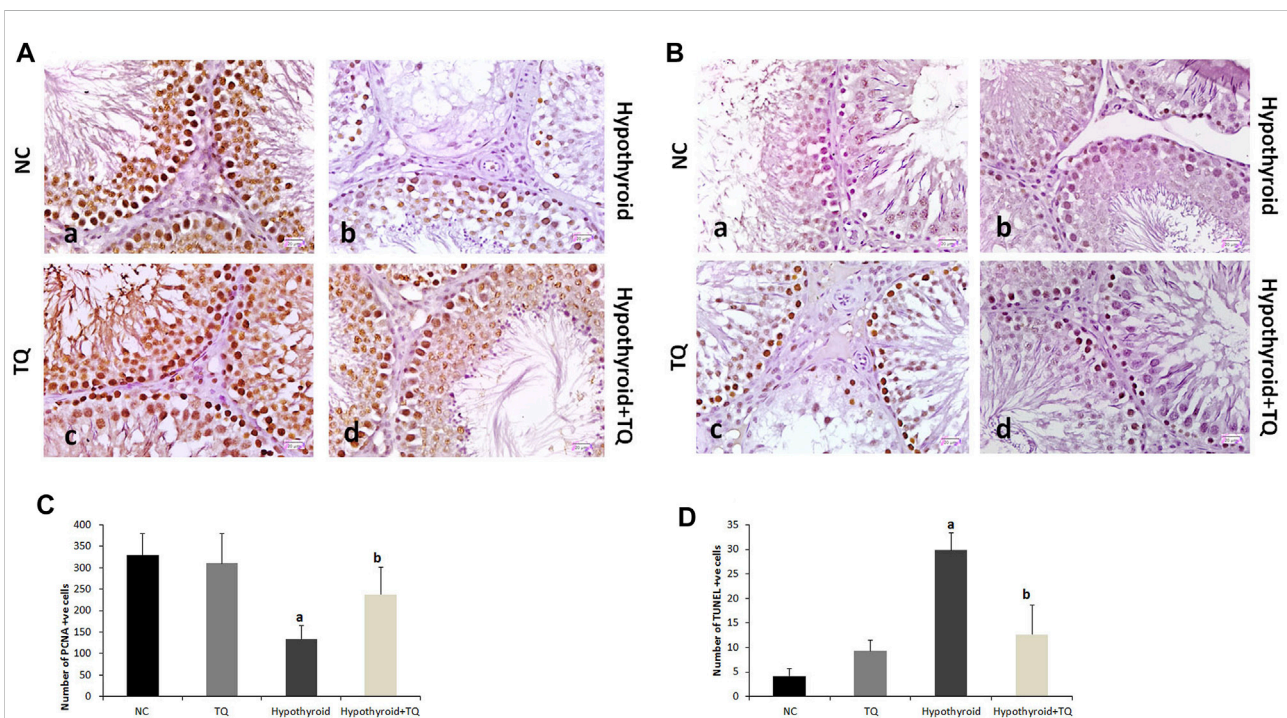 A
B
NC
a
b
Hypothyroid
TQ
c
d
Hypothyroid+TQ
NC
a
b
Hypothyroid
TQ
c
d
Hypothyroid+TQ
C
Number of PCNA +ve cells
400
350
300
250
200
150
100
50
0
a
b
NC TQ Hypothyroid Hypothyroid+TQ
D
Number of TUNEL +ve cells
35
30
25
20
15
10
5
0
a
b
NC TQ Hypothyroid Hypothyroid+TQ